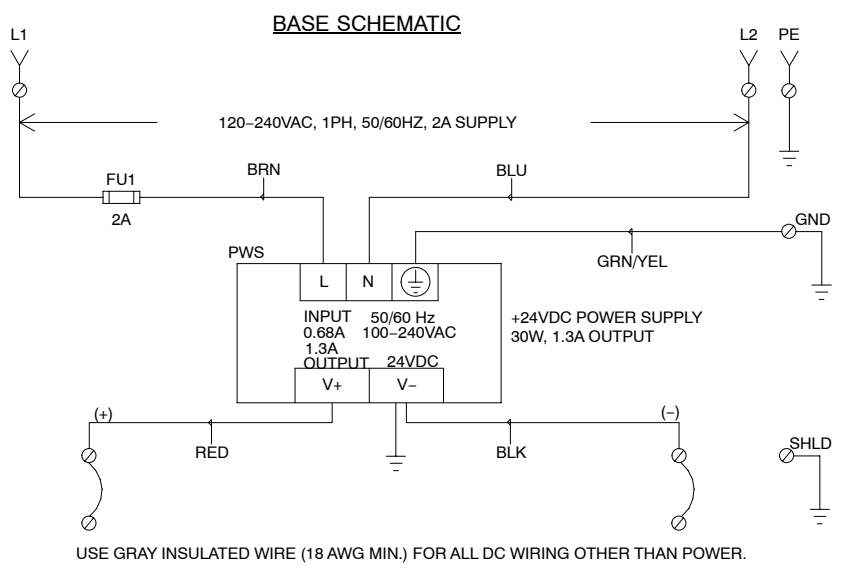 BASE SCHEMATIC
L1
L2
PE
120−240VAC, 1PH, 50/60HZ, 2A SUPPLY
FU1
2A
BRN
BLU
GND
GRN/YEL
PWS
L
N
INPUT
50/60 Hz
0.68A
100−240VAC
1.3A
OUTPUT
24VDC
+24VDC POWER SUPPLY
30W, 1.3A OUTPUT
V+
V−
(+)
(−)
RED
BLK
SHLD
USE GRAY INSULATED WIRE (18 AWG MIN.) FOR ALL DC WIRING OTHER THAN POWER.